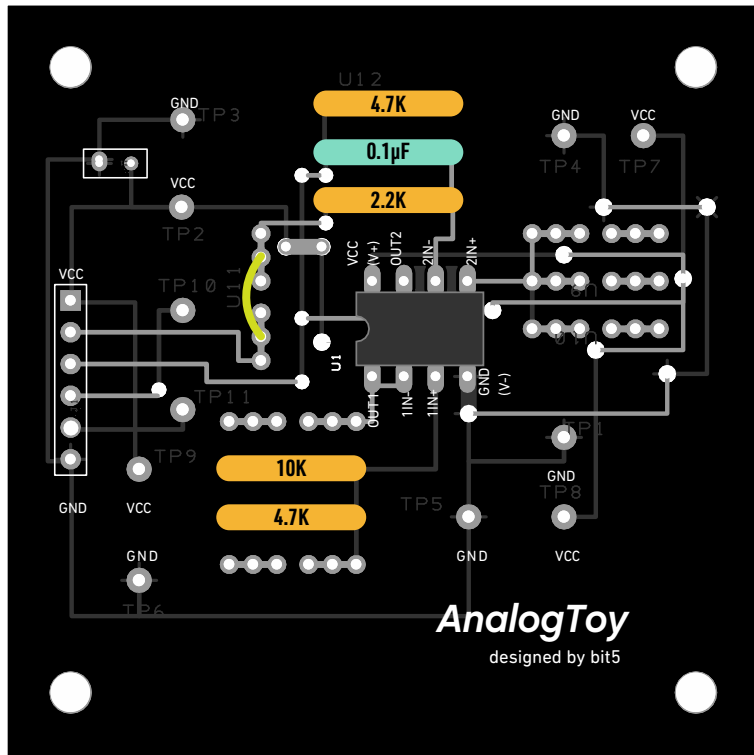 U12
GND
TP3
4.7K
0.1µF
2.2K
GND
VCC
TP4
TP7
VCC
TP2
VCC
(V+)
OUT2
2IN-
2IN+
VCC
TP10
U11
U9
U10
U1
TP11
OUT1
1IN-
1IN+
GND
(V-)
TP1
TP9
10K
GND
TP8
4.7K
TP5
GND
VCC
GND
VCC
GND
TP6
AnalogToy
designed by bit5